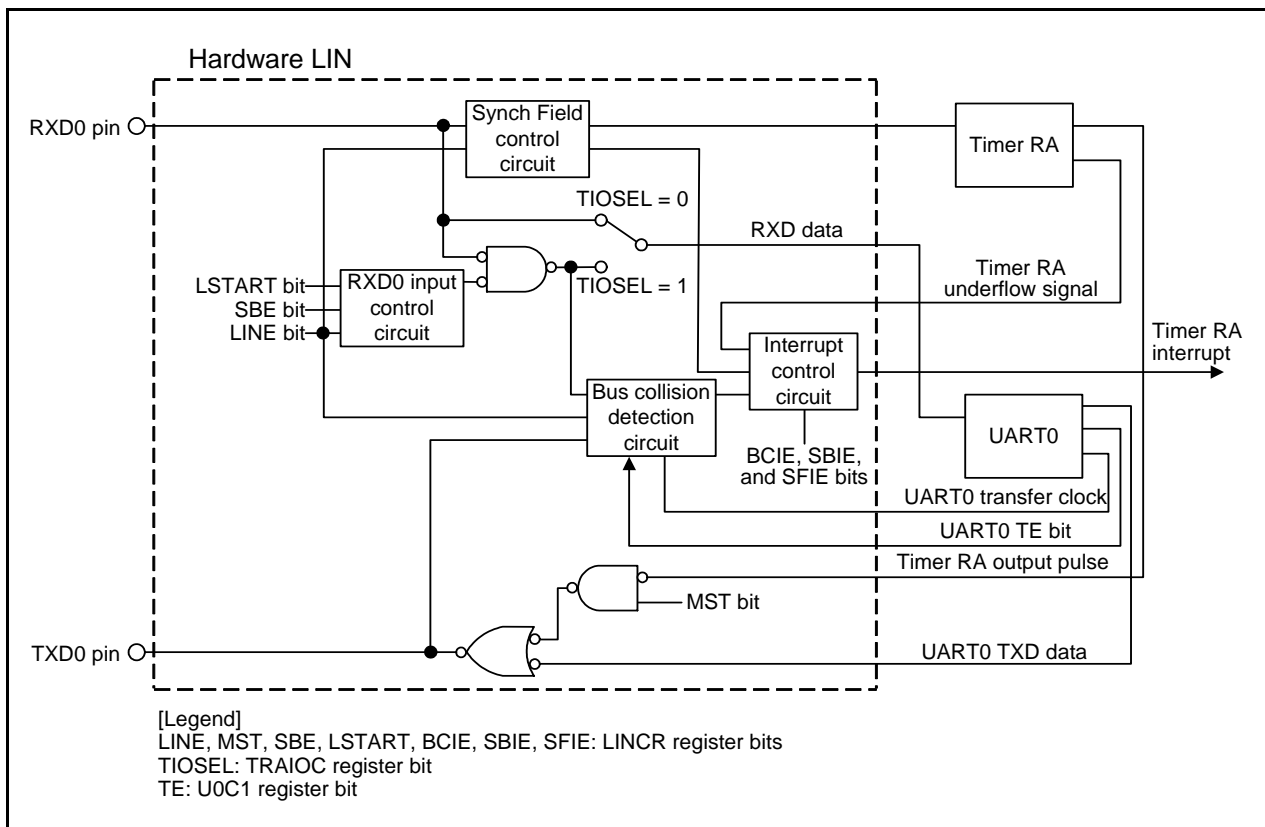 Hardware LIN
RXD0 pin
Synch Field
control
circuit
Timer RA
TIOSEL = 0
RXD data
LSTART bit
SBE bit
LINE bit
RXD0 input
control
circuit
TIOSEL = 1
Timer RA
underflow signal
Interrupt
control
circuit
Timer RA
interrupt
Bus collision
detection
circuit
BCIE, SBIE,
and SFIE bits
UART0
UART0 transfer clock
UART0 TE bit
Timer RA output pulse
MST bit
TXD0 pin
UART0 TXD data
[Legend]
LINE, MST, SBE, LSTART, BCIE, SBIE, SFIE: LINCR register bits
TIOSEL: TRAIOC register bit
TE: U0C1 register bit